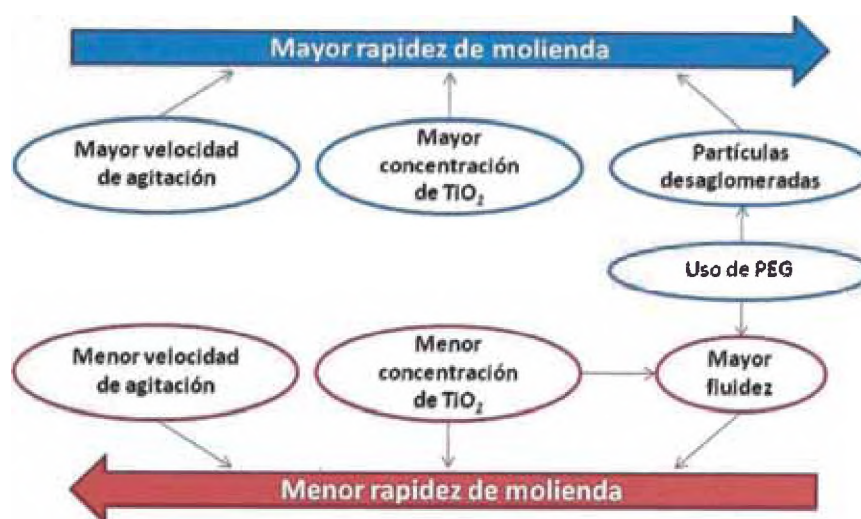 Mayor rapidez de molienda
Mayor velocidad
de agitación
Mayor
concentración
de TiO₂
Partículas
desaglomeradas
Uso de PEG
Menor velocidad
de agitación
Menor
concentración
de TiO₂
Mayor
fluidez
Menor rapidez de molienda